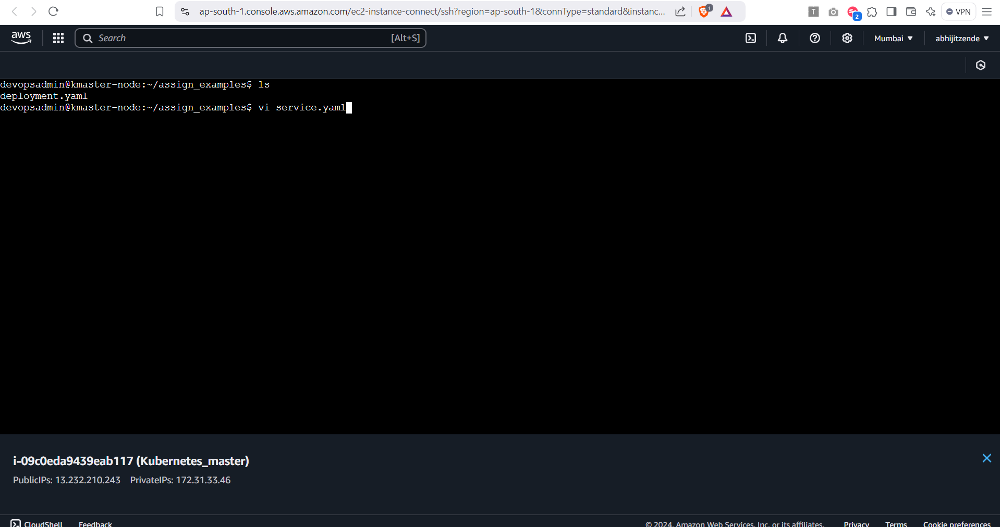 ap-south-1.console.aws.amazon.com/ec2-instance-connect/ssh?region=ap-south-1&connType=standard&instanc...
1
T
2
VPN
aws
Search
[Alt+S]
Mumbai
abhijitzende
devopsadmin@kmaster-node:~/assign_examples$ ls
deployment.yaml
devopsadmin@kmaster-node:~/assign_examples$ vi service.yaml
i-09c0eda9439eab117 (Kubernetes_master)
PublicIPs: 13.232.210.243 PrivateIPs: 172.31.33.46
CloudShell Feedback
© 2024, Amazon Web Services, Inc. or its affiliates. Privacy Terms Cookie preferences